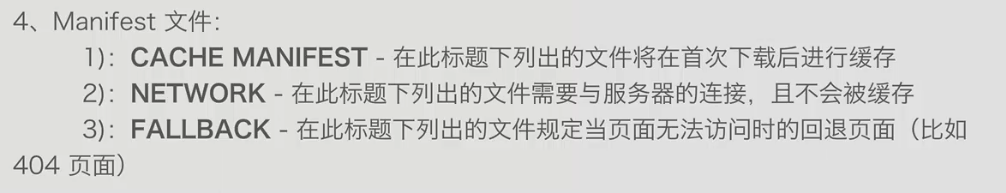 4、Manifest 文件：
1)：CACHE MANIFEST - 在此标题下列出的文件将在首次下载后进行缓存
2)：NETWORK - 在此标题下列出的文件需要与服务器的连接，且不会被缓存
3)：FALLBACK - 在此标题下列出的文件规定当页面无法访问时的回退页面（比如
404 页面）